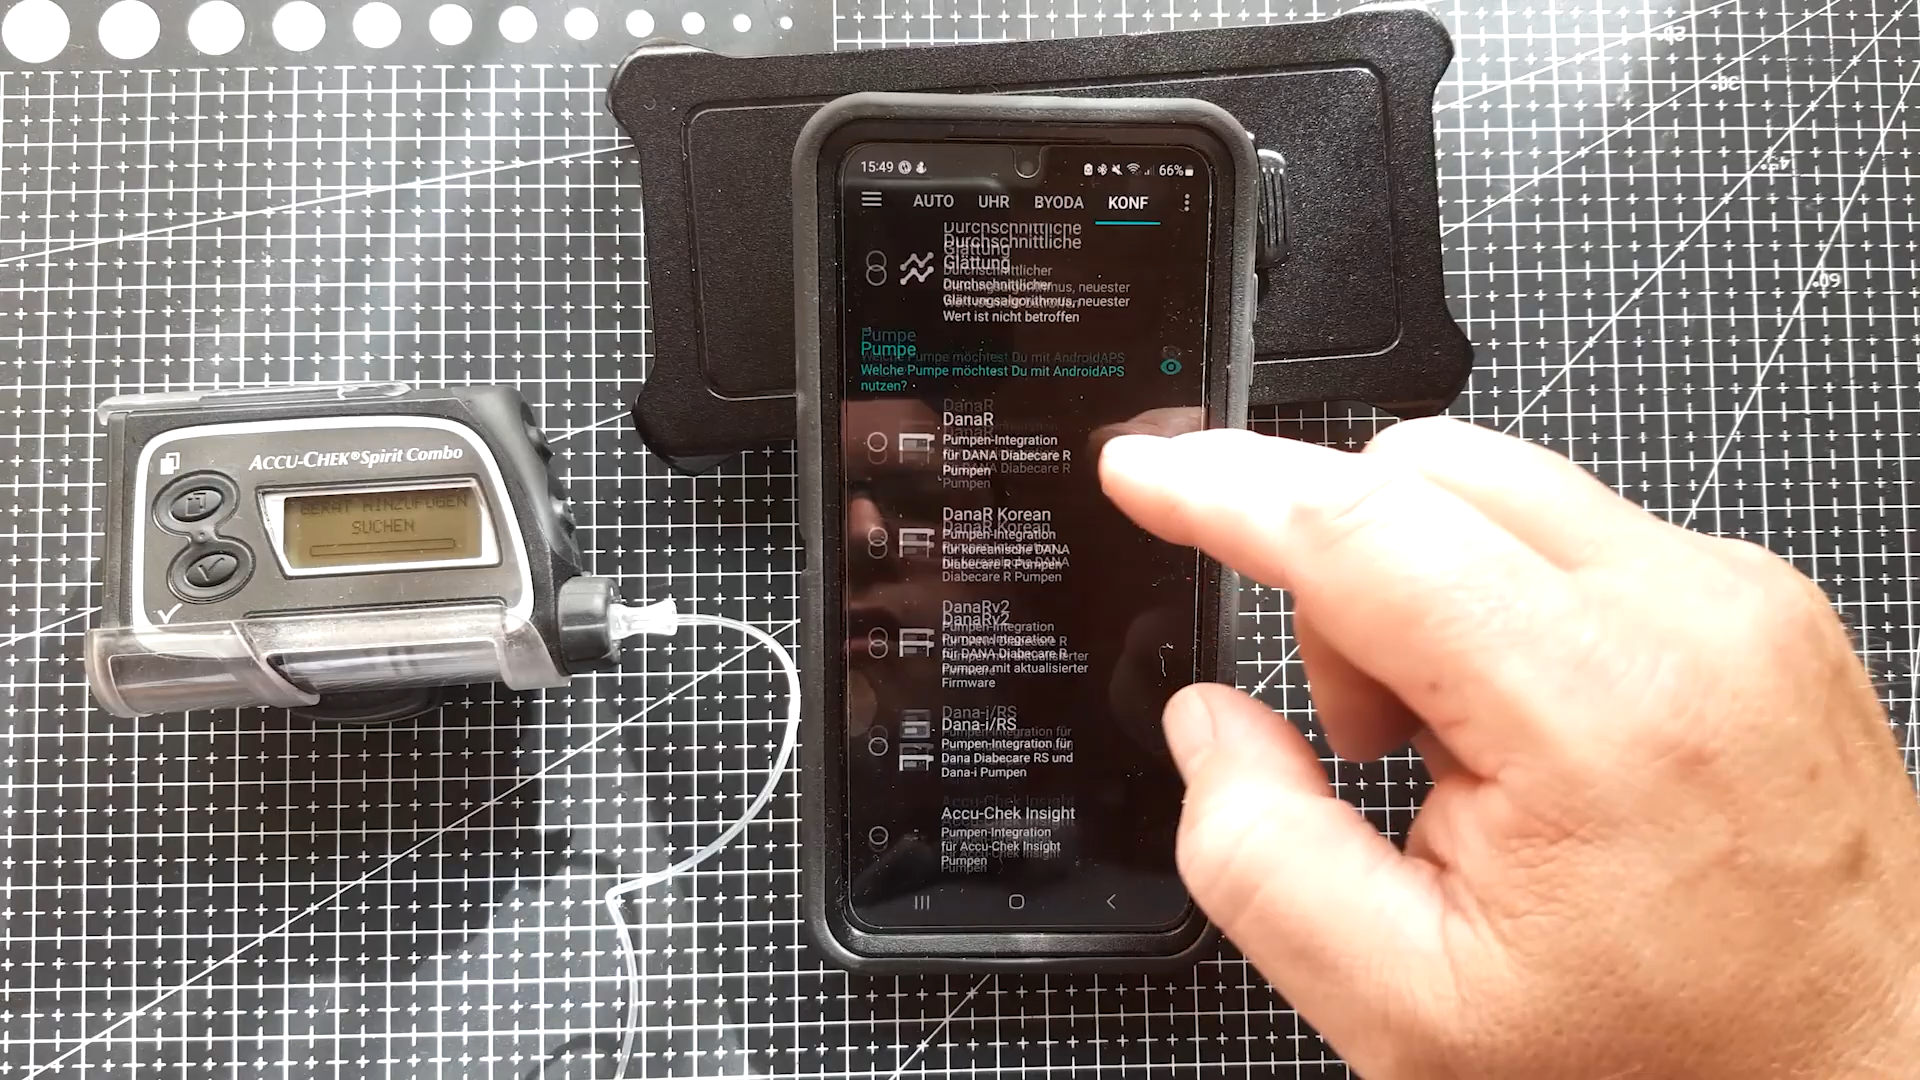 ACCU-CHEK®Spirit Combo
GERÄT HINZUFÜGEN
SUCHEN
15:49
66%
AUTO UHR BYODA KONF
Durchschnittliche
Glättung
Durchschnittlicher
Glättungsalgorithmus, neuester
Wert ist nicht betroffen
Pumpe
Welche Pumpe möchtest Du mit AndroidAPS
nutzen?
DanaR
Pumpen-Integration
für DANA Diabecare R
Pumpen
DanaR Korean
Pumpen-Integration
für koreanische DANA
Diabecare R Pumpen
DanaRv2
Pumpen-Integration
für DANA Diabecare R
Pumpen mit aktualisierter
Firmware
Dana-i/RS
Pumpen-Integration für
Dana Diabecare RS und
Dana-i Pumpen
Accu-Chek Insight
Pumpen-Integration
für Accu-Chek Insight
Pumpen
60